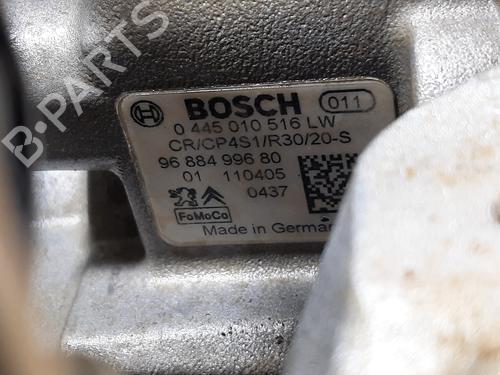 B-PARTS
BOSCH 011
0 445 010 516 LW
CR/CP4S1/R30/20-S
96 884 996 80
01 110405
0437
FoMoCo
Made in German